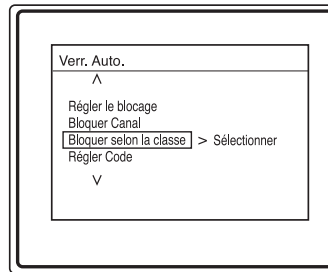 Verr. Auto.
Régler le blocage
Bloquer Canal
Bloquer selon la classe > Sélectionner
Régler Code